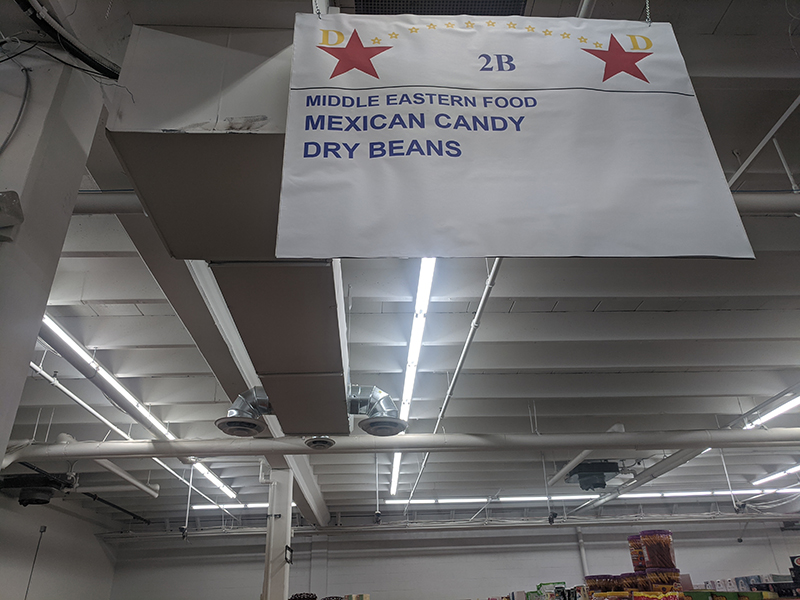 D D
2B
MIDDLE EASTERN FOOD
MEXICAN CANDY
DRY BEANS